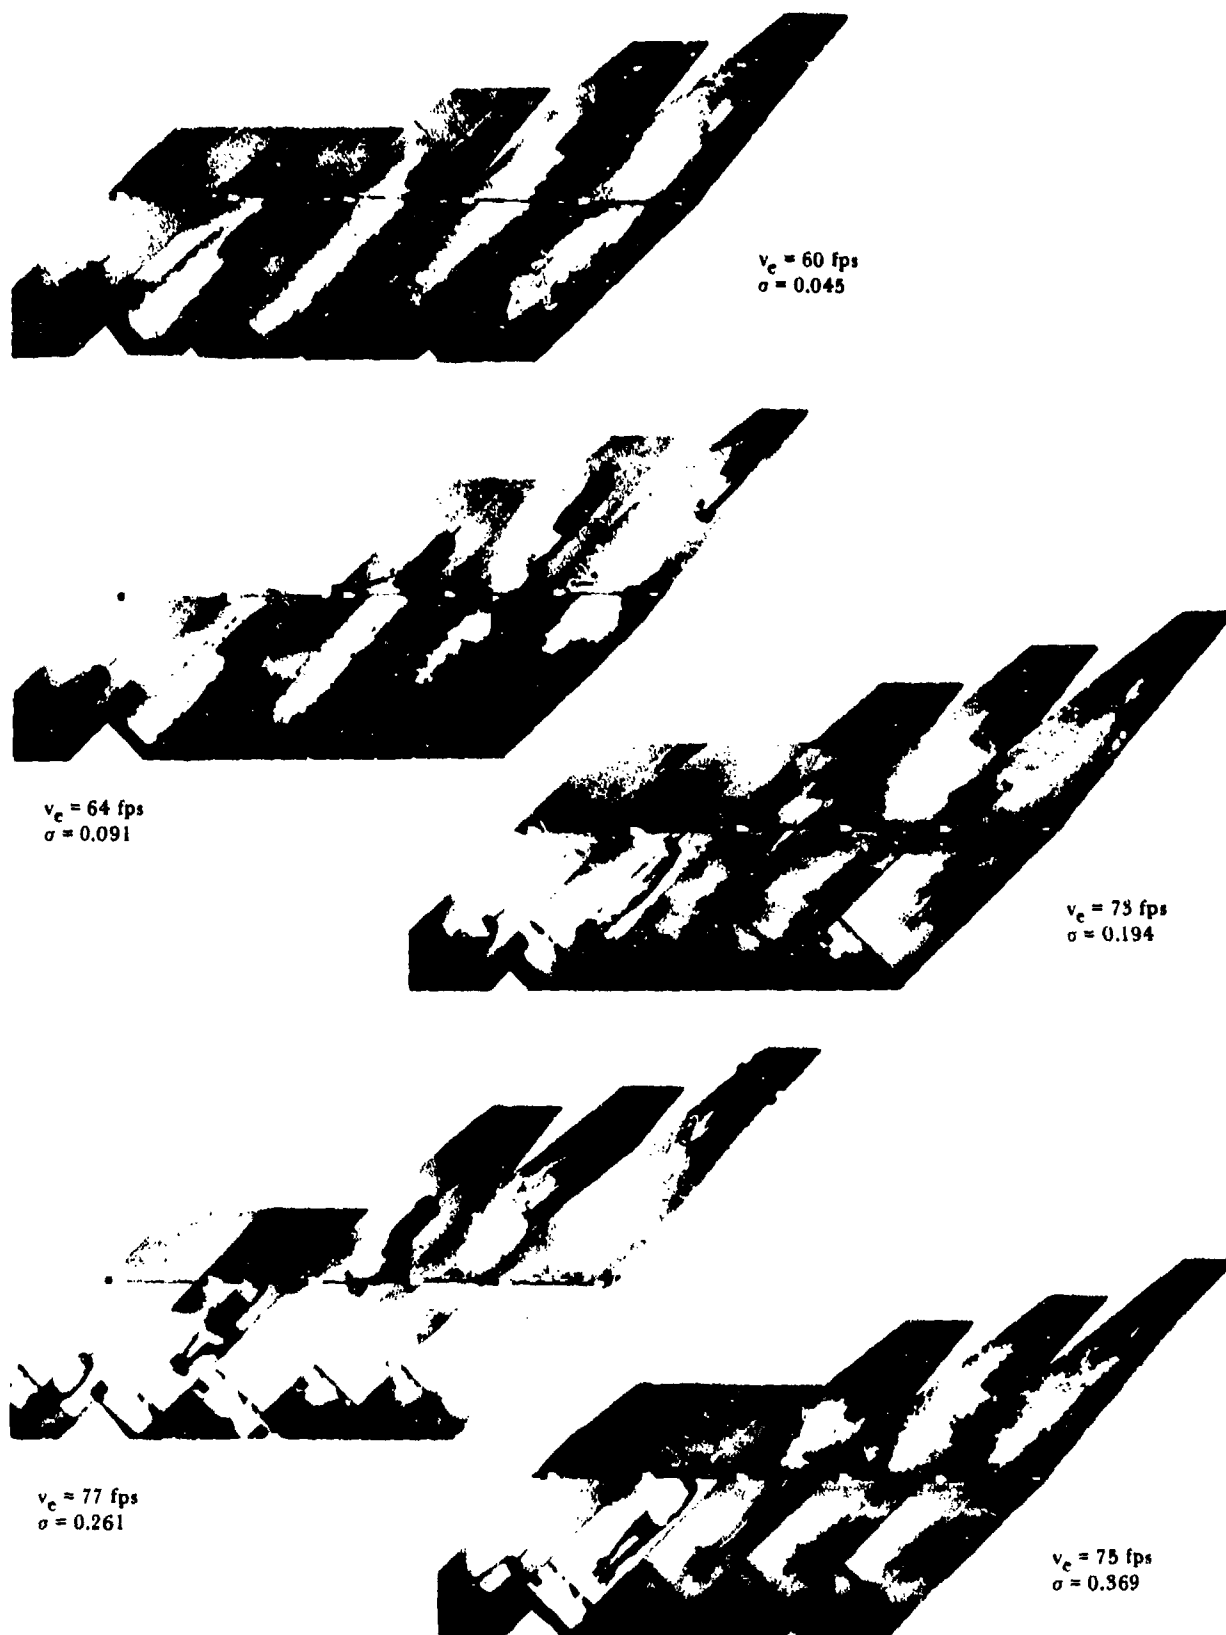 v_e = 60 fps
σ = 0.045
v_e = 64 fps
σ = 0.091
v_e = 73 fps
σ = 0.194
v_e = 77 fps
σ = 0.261
v_e = 75 fps
σ = 0.369